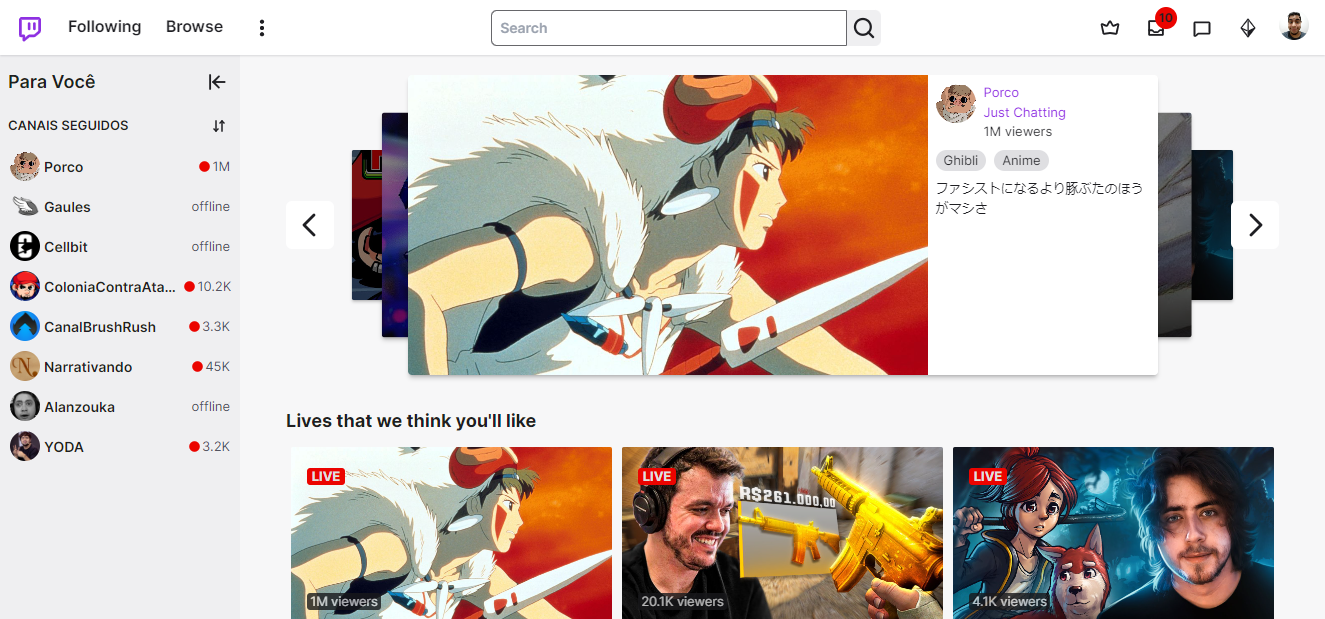 Following Browse
Search
10
Para Você
CANAIS SEGUIDOS
Porco 1M
Gaules offline
Cellbit offline
ColoniaContraAta... 10.2K
CanalBrushRush 3.3K
Narrativando 45K
Alanzouka offline
YODA 3.2K
Porco
Just Chatting
1M viewers
Ghibli Anime
ファシストになるより豚ぶたのほう
がマシさ
Lives that we think you'll like
LIVE
1M viewers
LIVE
R$261.000,00
20.1K viewers
LIVE
4.1K viewers